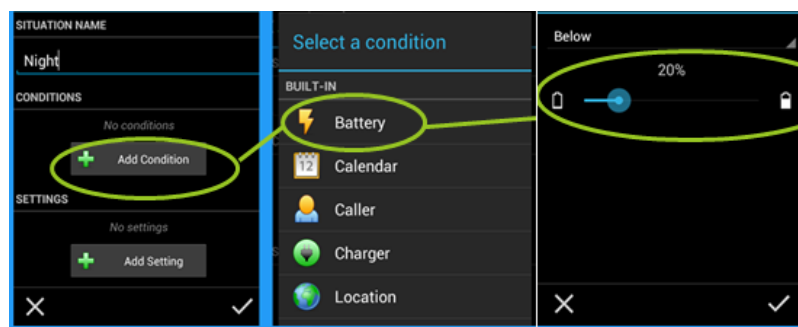 SITUATION NAME
Night
CONDITIONS
No conditions
Add Condition
SETTINGS
No settings
Add Setting
Select a condition
BUILT-IN
Battery
12
Calendar
Caller
Charger
Location
Below
20%